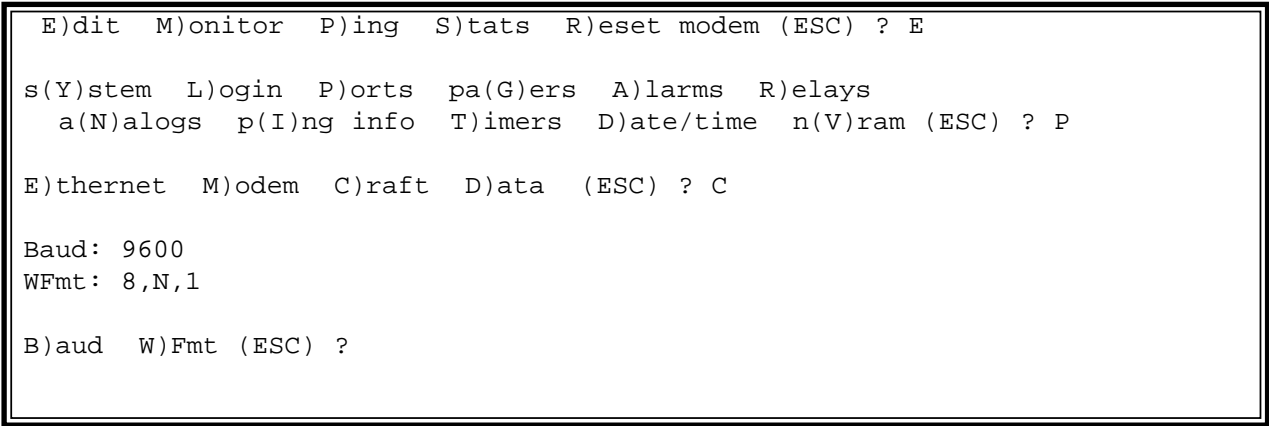 E)dit  M)onitor  P)ing  S)tats  R)eset modem (ESC) ? E
s(Y)stem  L)ogin  P)orts  pa(G)ers  A)larms  R)elays
a(N)alogs  p(I)ng info  T)imers  D)ate/time  n(V)ram (ESC) ? P
E)thernet  M)odem  C)raft  D)ata  (ESC) ? C
Baud: 9600
WFmt: 8,N,1
B)aud  W)Fmt (ESC) ?